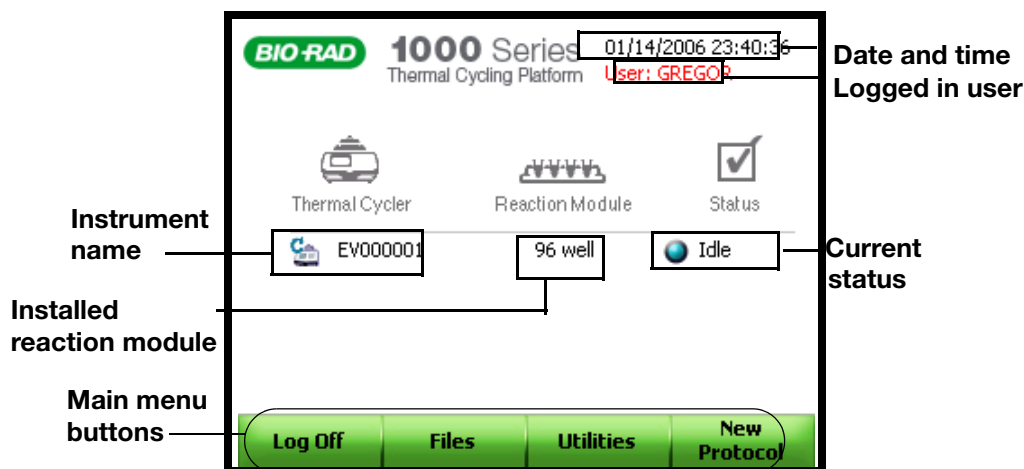 BIO-RAD
1000 Series
Thermal Cycling Platform
01/14/2006 23:40:36
User: GREGOR
Date and time
Logged in user
Thermal Cycler
Reaction Module
Status
Instrument
name
EV000001
96 well
Idle
Current
status
Installed
reaction module
Main menu
buttons
Log Off
Files
Utilities
New
Protocol